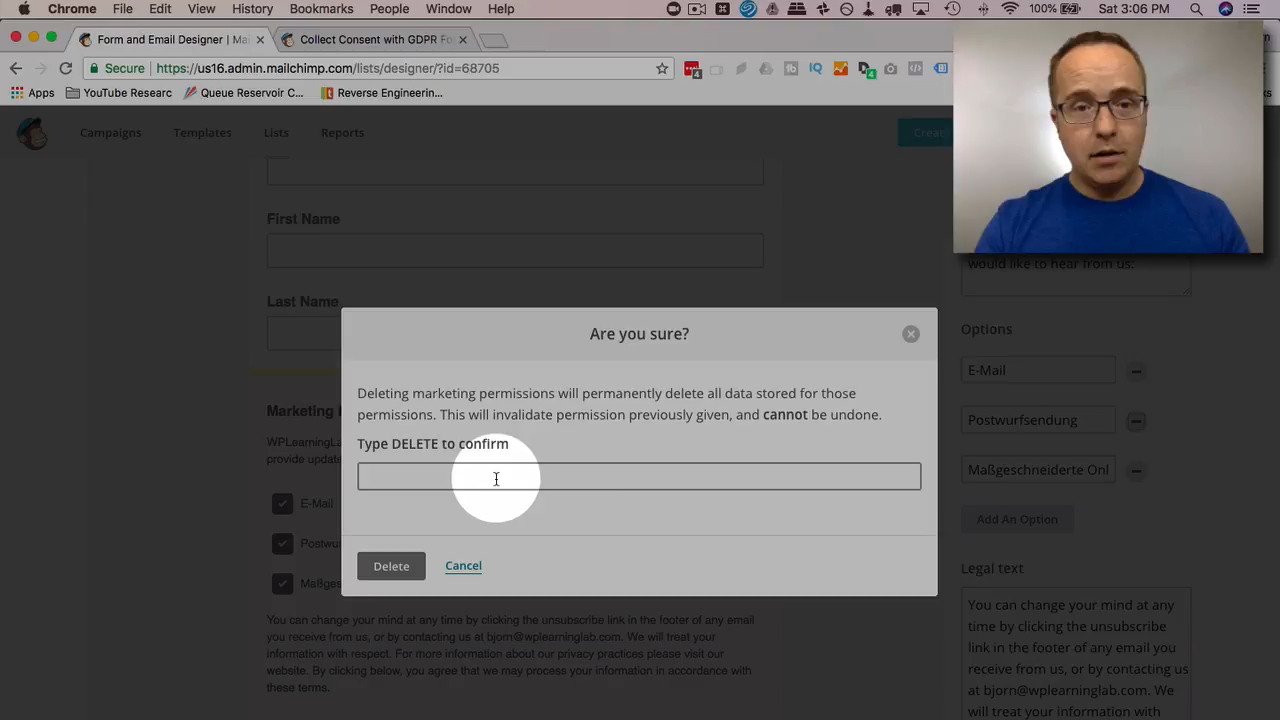 Chrome File Edit View History Bookmarks People Window Help 100% Sat 3:06 PM
Form and Email Designer | Ma
Collect Consent with GDPR Fo
Secure https://us16.admin.mailchimp.com/lists/designer/?id=68705
Apps YouTube Researc Queue Reservoir C... Reverse Engineerin...
Campaigns Templates Lists Reports
First Name
Last Name
would like to hear from us:
Are you sure?
Deleting marketing permissions will permanently delete all data stored for those
permissions. This will invalidate permission previously given, and cannot be undone.
Type DELETE to confirm
Delete Cancel
Marketing
WPLearningLa
provide update
E-Mail
Postwu
Maßges
You can change your mind at any time by clicking the unsubscribe link in the footer of any email
you receive from us, or by contacting us at bjorn@wplearninglab.com. We will treat your
information with respect. For more information about our privacy practices please visit our
website. By clicking below, you agree that we may process your information in accordance with
these terms.
Options
E-Mail
Postwurfsendung
Maßgeschneiderte Onl
Add An Option
Legal text
You can change your mind at any
time by clicking the unsubscribe
link in the footer of any email you
receive from us, or by contacting us
at bjorn@wplearninglab.com. We
will treat your information with